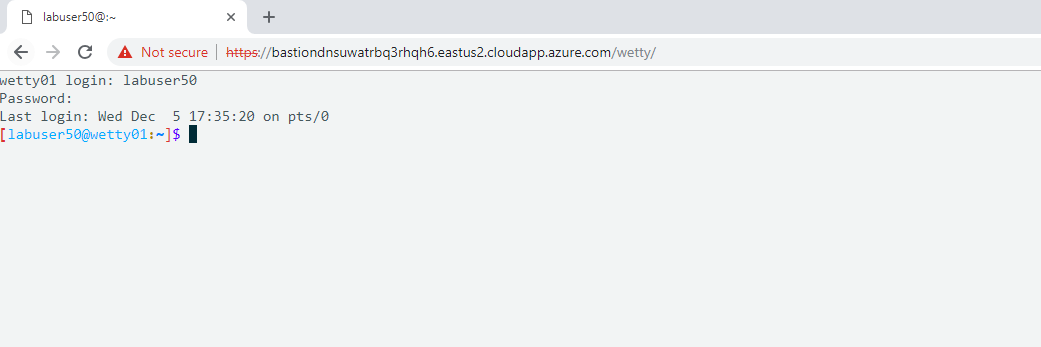 labuser50@:~
Not secure https://bastiondnsuwatrbq3rhqh6.eastus2.cloudapp.azure.com/wetty/
wetty01 login: labuser50
Password:
Last login: Wed Dec  5 17:35:20 on pts/0
[labuser50@wetty01:~]$